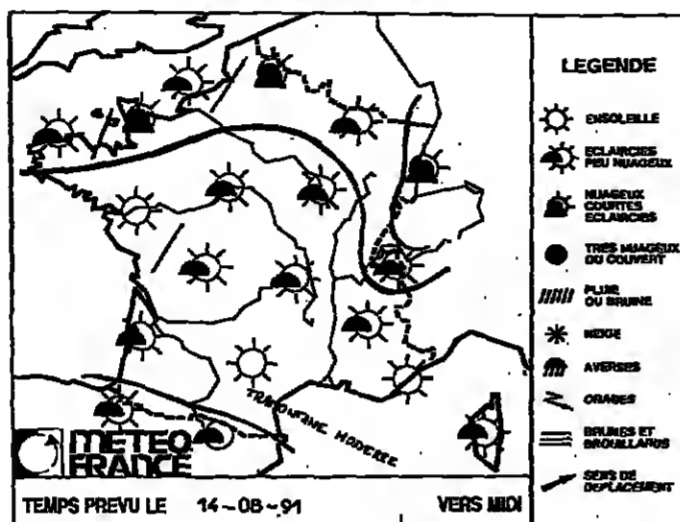 LEGENDE
ENSOLEILLE
ECLAIRCIES
PEU NUAGEUX
NUAGEUX
COURTES
ECLAIRCIES
TRES NUAGEUX
OU COUVERT
PLUIE
OU BRUINE
NEIGE
AVERSES
ORAGES
BRUMES ET
BROUILLARDS
SENS DE
DEPLACEMENT
TRAMONTANE MODEREE
METEO
FRANCE
TEMPS PREVU LE 14-08-91 VERS MIDI